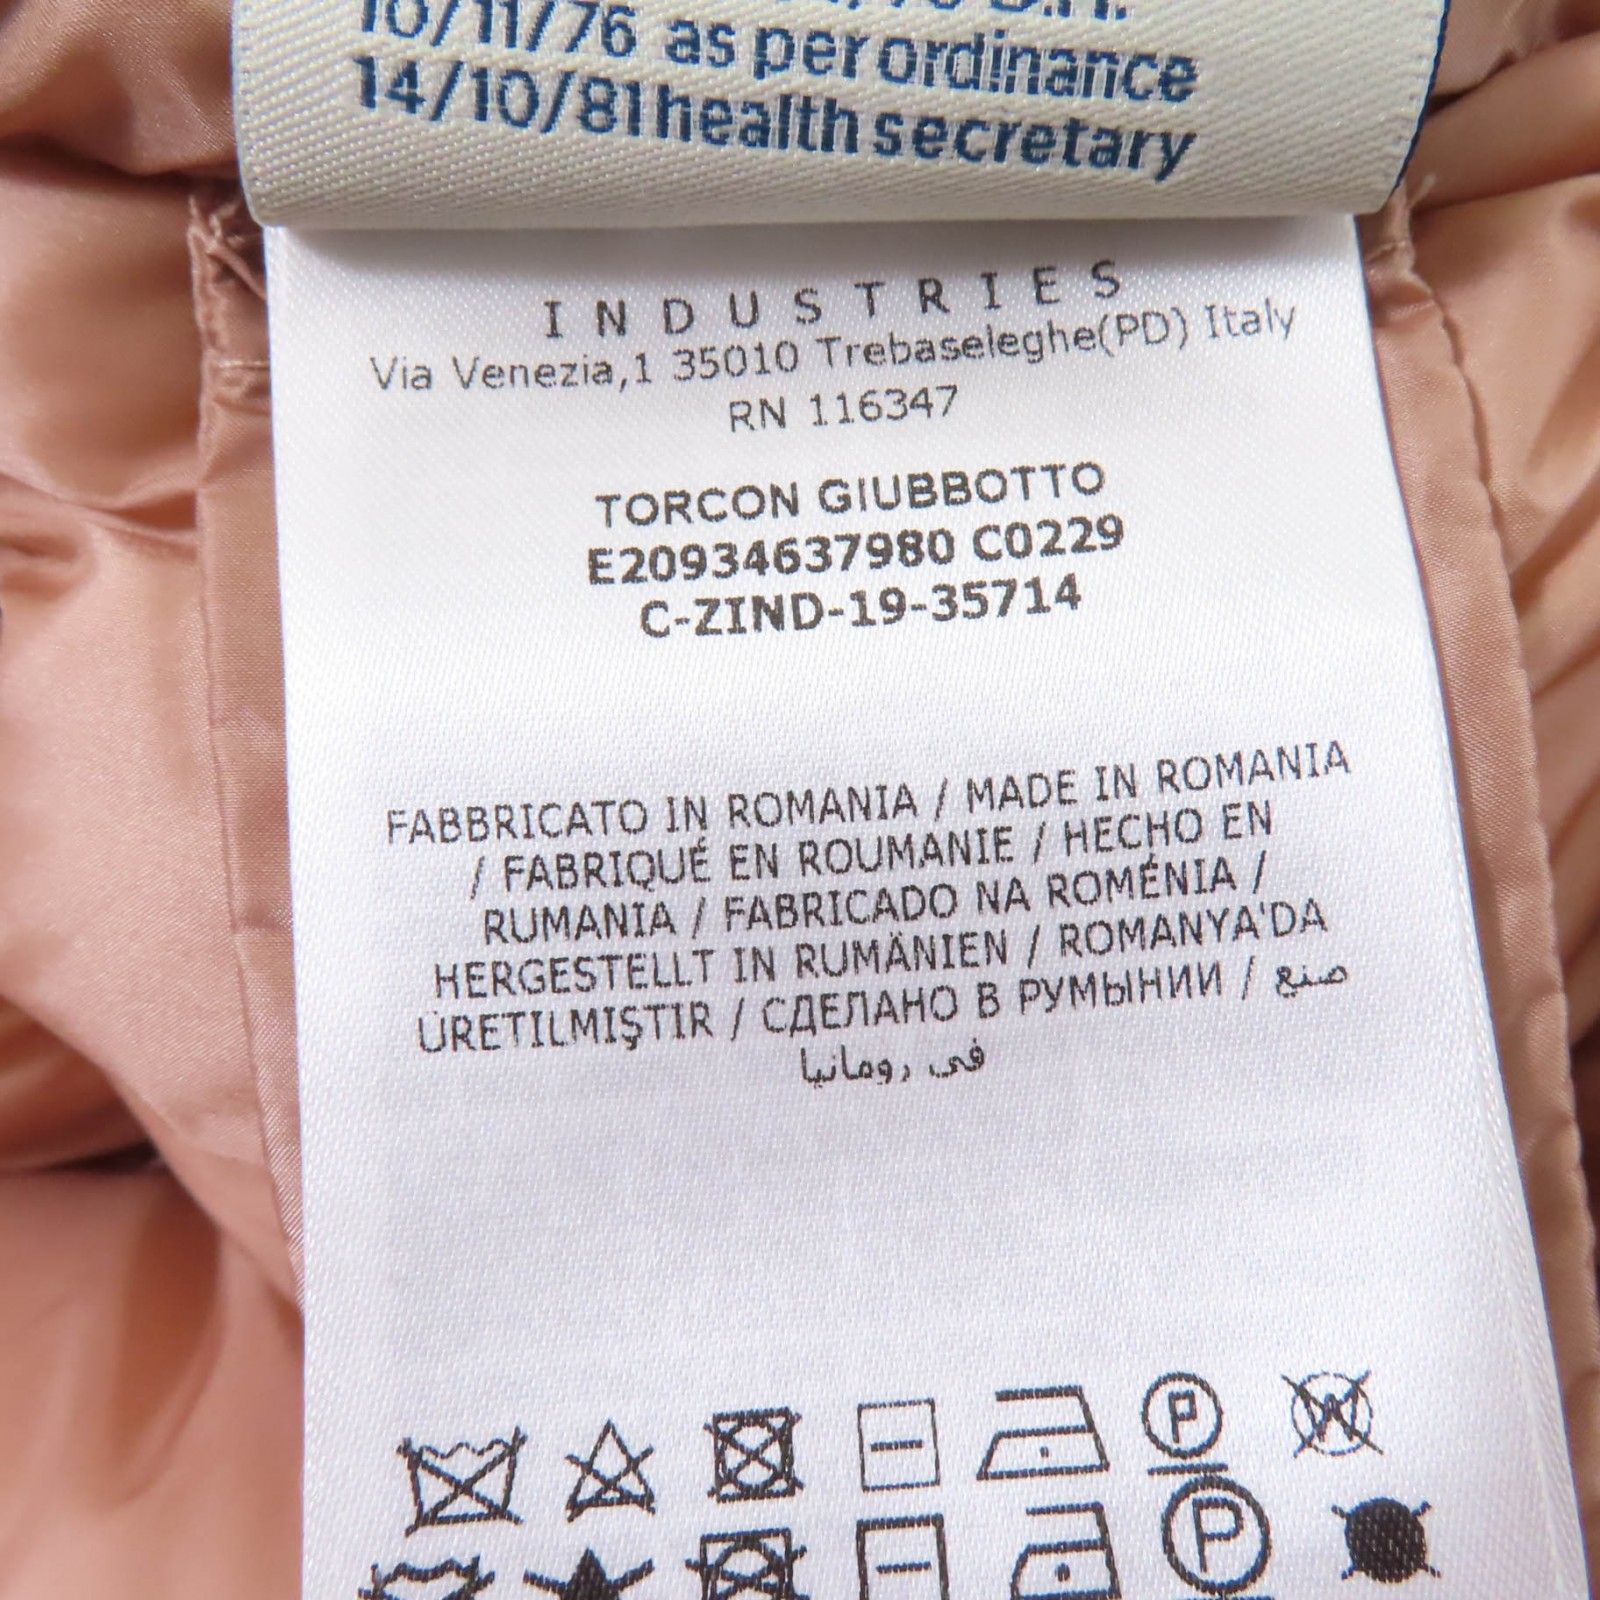 10/11/76 as per ordinance
14/10/81 health secretary
INDUSTRIES
Via Venezia,1 35010 Trebaseleghe(PD) Italy
RN 116347
TORCON GIUBBOTTO
E20934637980 C0229
C-ZIND-19-35714
FABBRICATO IN ROMANIA / MADE IN ROMANIA
/ FABRIQUÉ EN ROUMANIE / HECHO EN
RUMANIA / FABRICADO NA ROMÉNIA /
HERGESTELLT IN RUMÄNIEN / ROMANYA'DA
ÜRETILMIŞTIR / СДЕЛАНО В РУМЫНИИ / صنع
في رومانيا
P W
P